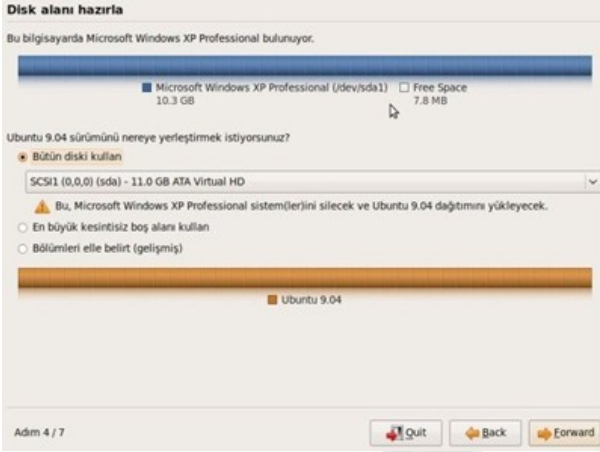 Disk alanı hazırla
Bu bilgisayarda Microsoft Windows XP Professional bulunuyor.
Microsoft Windows XP Professional (/dev/sda1)
10.3 GB
Free Space
7.8 MB
Ubuntu 9.04 sürümünü nereye yerleştirmek istiyorsunuz?
Bütün diski kullan
SCSI1 (0,0,0) (sda) - 11.0 GB ATA Virtual HD
Bu, Microsoft Windows XP Professional sistem(ler)ini silecek ve Ubuntu 9.04 dağıtımını yükleyecek.
En büyük kesintisiz boş alanı kullan
Bölümleri elle belirt (gelişmiş)
Ubuntu 9.04
Adım 4 / 7
Quit
Back
Forward